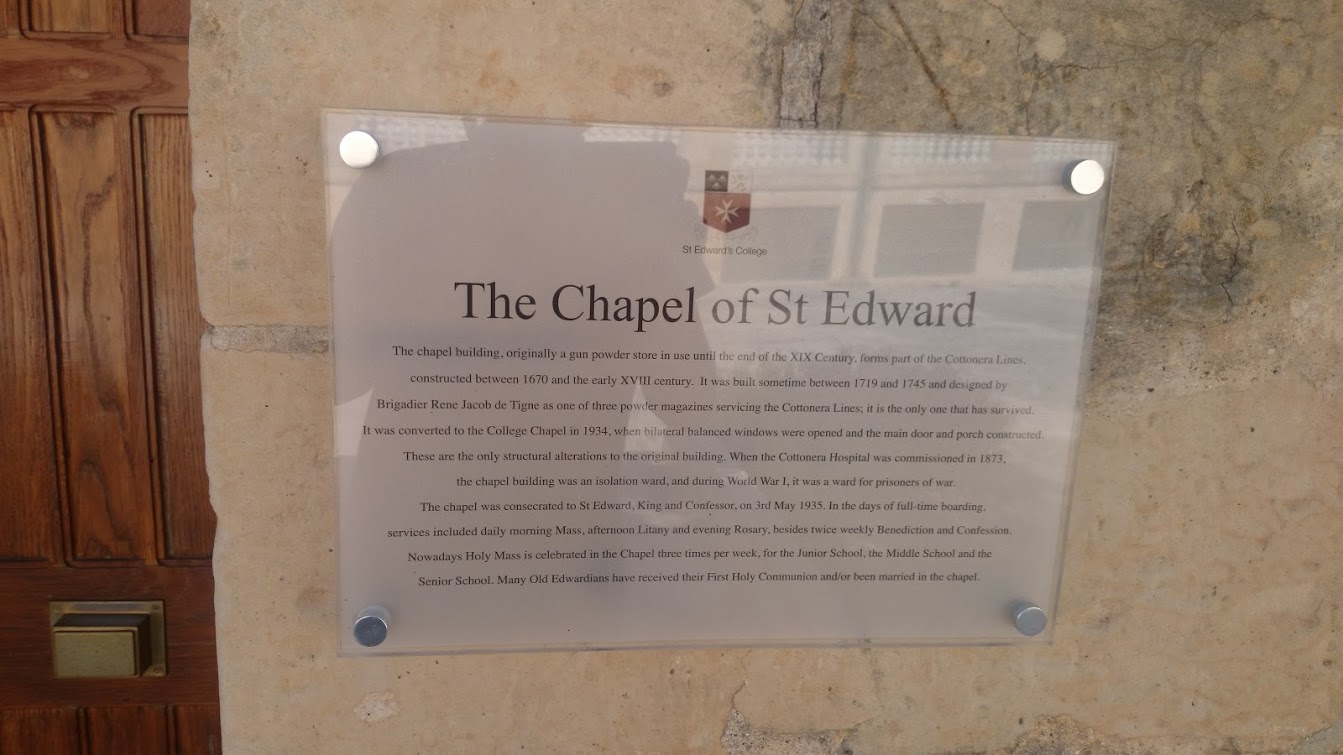 St Edward's College
The Chapel of St Edward
The chapel building, originally a gun powder store in use until the end of the XIX Century, forms part of the Cottonera Lines,
constructed between 1670 and the early XVIII century. It was built sometime between 1719 and 1745 and designed by
Brigadier Rene Jacob de Tigne as one of three powder magazines servicing the Cottonera Lines; it is the only one that has survived.
It was converted to the College Chapel in 1934, when bilateral balanced windows were opened and the main door and porch constructed.
These are the only structural alterations to the original building. When the Cottonera Hospital was commissioned in 1873,
the chapel building was an isolation ward, and during World War I, it was a ward for prisoners of war.
The chapel was consecrated to St Edward, King and Confessor, on 3rd May 1935. In the days of full-time boarding,
services included daily morning Mass, afternoon Litany and evening Rosary, besides twice weekly Benediction and Confession.
Nowadays Holy Mass is celebrated in the Chapel three times per week, for the Junior School, the Middle School and the
Senior School. Many Old Edwardians have received their First Holy Communion and/or been married in the chapel.